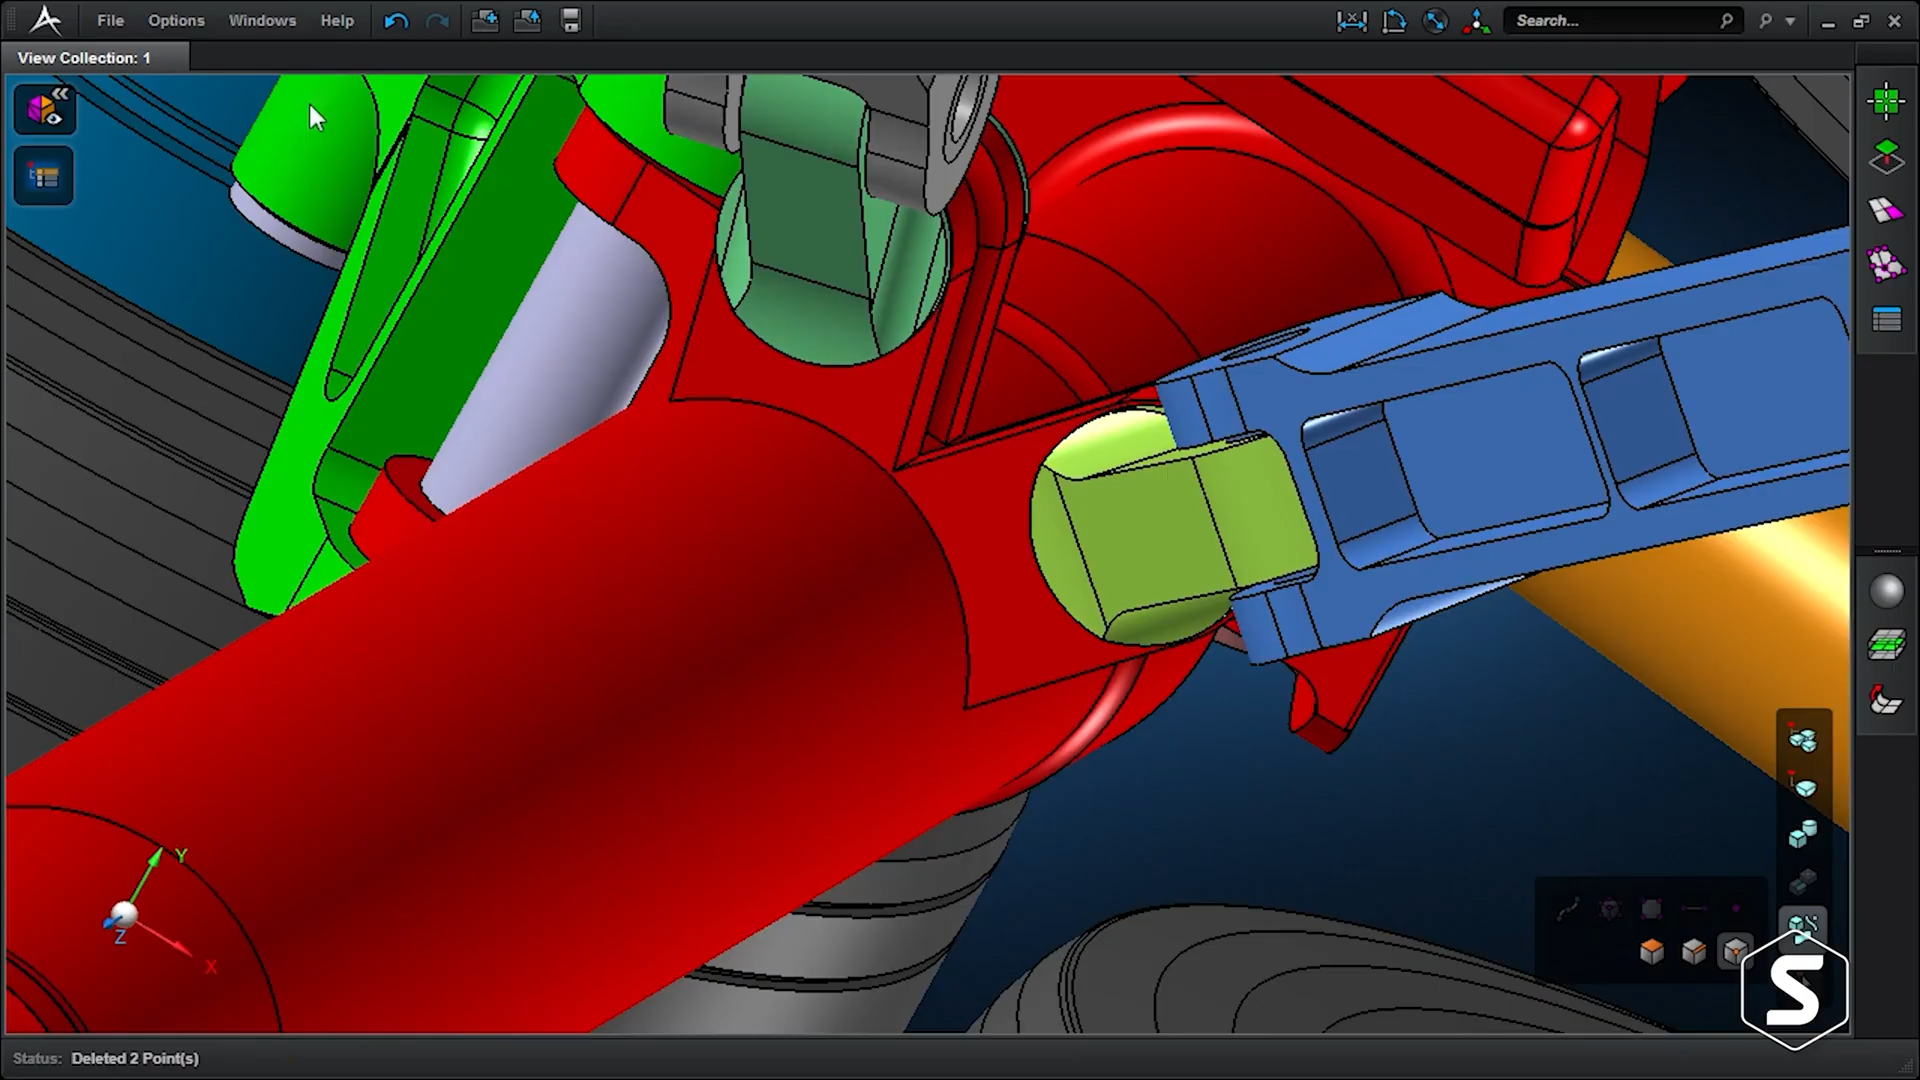 File Options Windows Help Search...
View Collection: 1
Y
Z
X
S
Status: Deleted 2 Point(s)